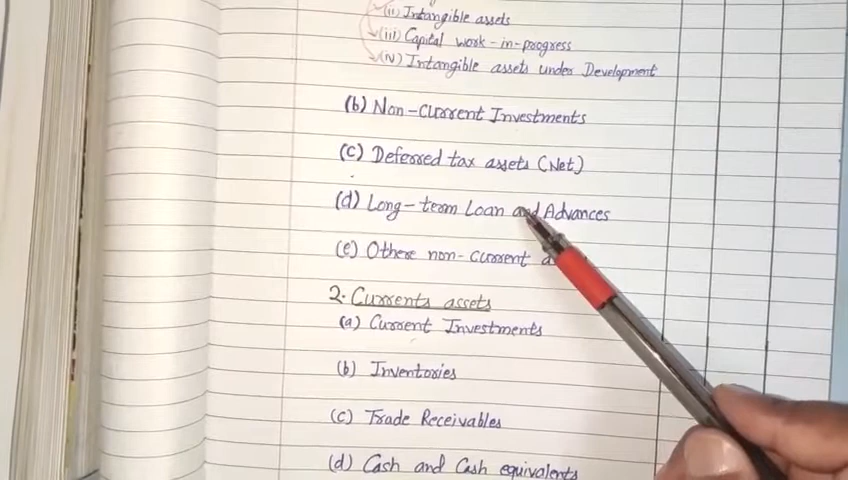 (ii) Intangible assets
(iii) Capital work-in-progress
(iv) Intangible assets under Development
(b) Non-current Investments
(c) Deferred tax assets (Net)
(d) Long-term Loan and Advances
(e) Othere non-current
2. Currents assets
(a) Current Investments
(b) Inventories
(c) Trade Receivables
(d) Cash and Cash equivalents